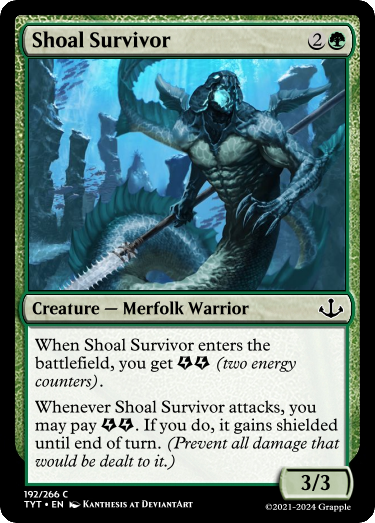 Shoal Survivor 2
Creature — Merfolk Warrior
When Shoal Survivor enters the
battlefield, you get (two energy
counters).
Whenever Shoal Survivor attacks, you
may pay . If you do, it gains shielded
until end of turn. (Prevent all damage that
would be dealt to it.)
3/3
192/266 C
TYT • EN Kanthesis at DeviantArt
©2021-2024 Grapple